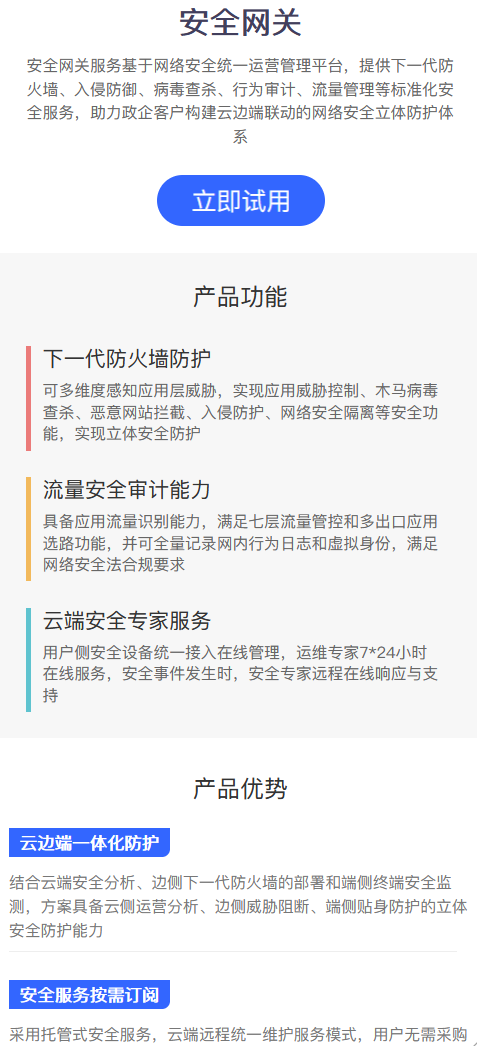 安全网关
安全网关服务基于网络安全统一运营管理平台，提供下一代防
火墙、入侵防御、病毒查杀、行为审计、流量管理等标准化安
全服务，助力政企客户构建云边端联动的网络安全立体防护体
系
立即试用
产品功能
下一代防火墙防护
可多维度感知应用层威胁，实现应用威胁控制、木马病毒
查杀、恶意网站拦截、入侵防护、网络安全隔离等安全功
能，实现立体安全防护
流量安全审计能力
具备应用流量识别能力，满足七层流量管控和多出口应用
选路功能，并可全量记录网内行为日志和虚拟身份，满足
网络安全法合规要求
云端安全专家服务
用户侧安全设备统一接入在线管理，运维专家7*24小时
在线服务，安全事件发生时，安全专家远程在线响应与支
持
产品优势
云边端一体化防护
结合云端安全分析、边侧下一代防火墙的部署和端侧终端安全监
测，方案具备云侧运营分析、边侧威胁阻断、端侧贴身防护的立体
安全防护能力
安全服务按需订阅
采用托管式安全服务，云端远程统一维护服务模式，用户无需采购